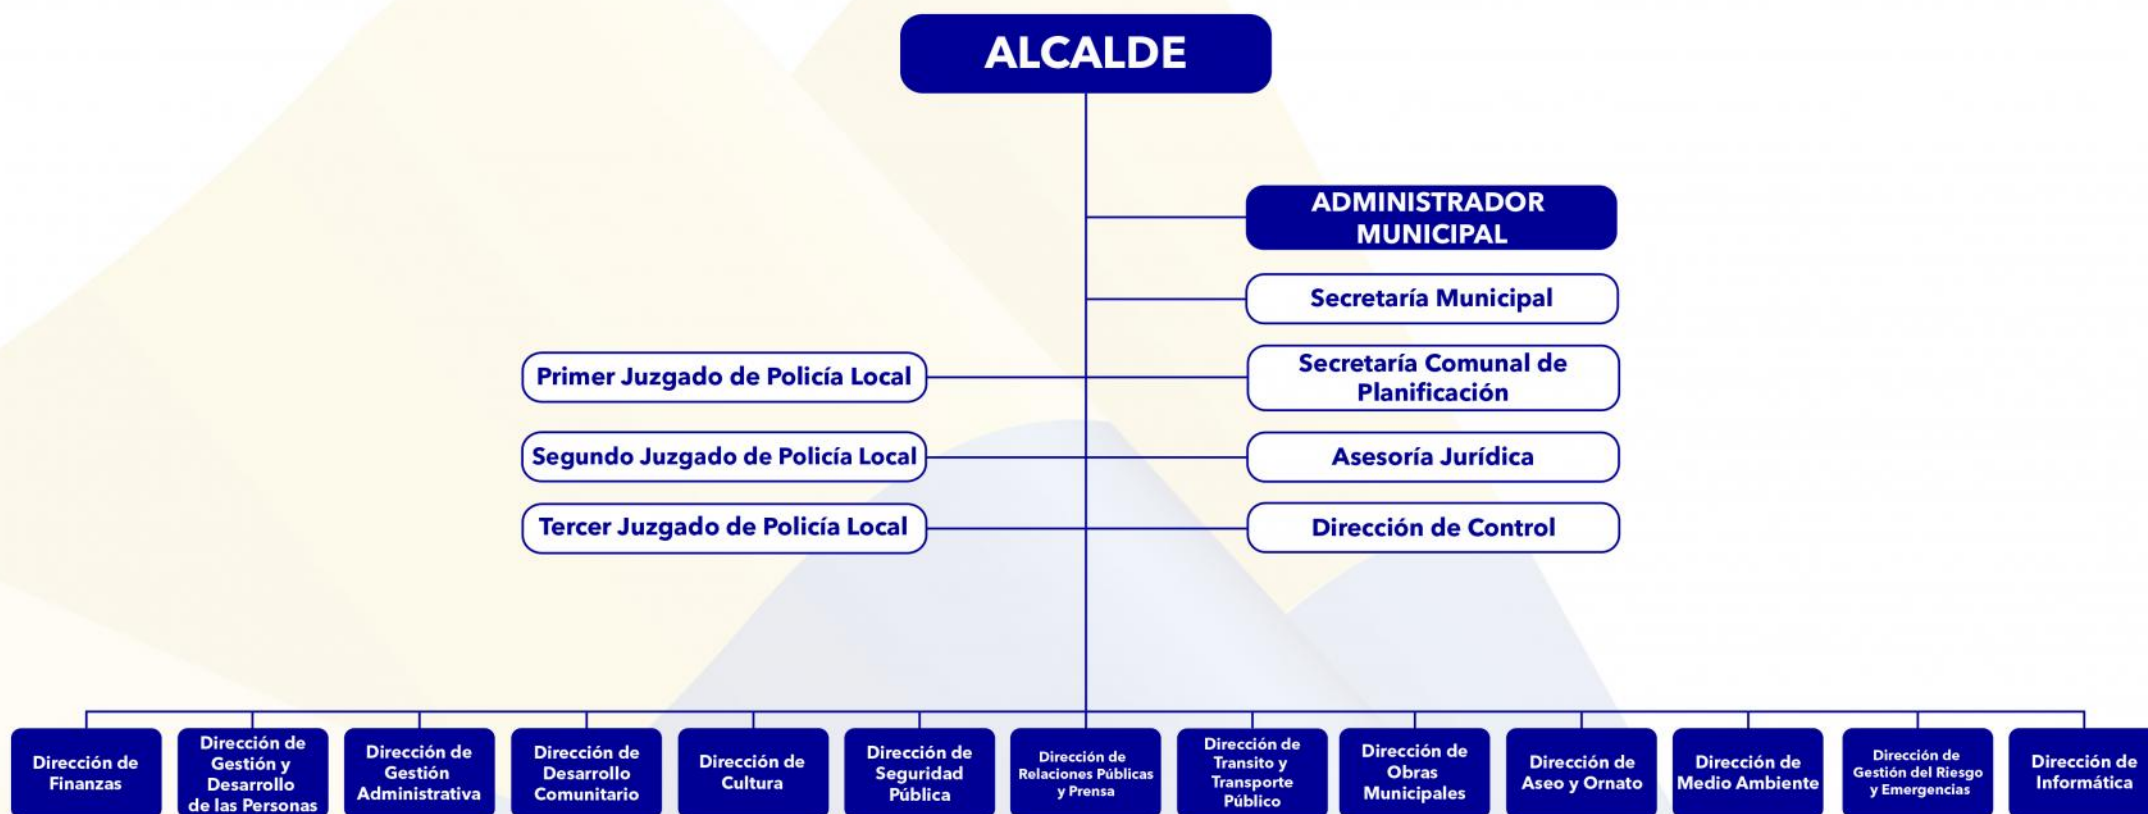 ALCALDE
ADMINISTRADOR
MUNICIPAL
Secretaría Municipal
Primer Juzgado de Policía Local
Secretaría Comunal de
Planificación
Segundo Juzgado de Policía Local
Asesoría Jurídica
Tercer Juzgado de Policía Local
Dirección de Control
Dirección de
Finanzas
Dirección de
Gestión y
Desarrollo
de las Personas
Dirección de
Gestión
Administrativa
Dirección de
Desarrollo
Comunitario
Dirección de
Cultura
Dirección de
Seguridad
Pública
Dirección de
Relaciones Públicas
y Prensa
Dirección de
Transito y
Transporte
Público
Dirección de
Obras
Municipales
Dirección de
Aseo y Ornato
Dirección de
Medio Ambiente
Dirección de
Gestión del Riesgo
y Emergencias
Dirección de
Informática